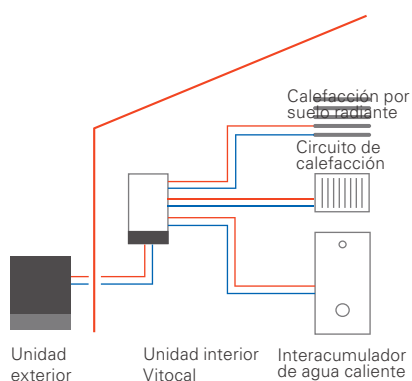 Calefacción por
suelo radiante
Circuito de
calefacción
Unidad
exterior
Unidad interior
Vitocal
Interacumulador
de agua caliente